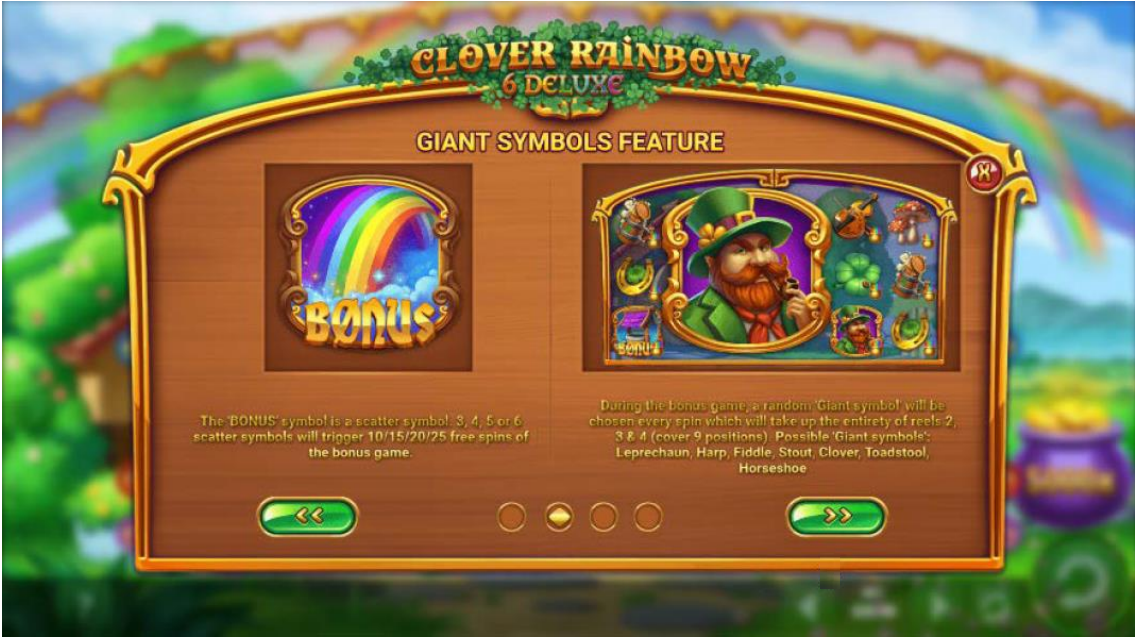 CLOVER RAINBOW
6 DELUXE
GIANT SYMBOLS FEATURE
X
BONUS
BONUS
The 'BONUS' symbol is a scatter symbol. 3, 4, 5 or 6
scatter symbols will trigger 10/15/20/25 free spins of
the bonus game.
During the bonus game, a random 'Giant symbol' will be
chosen every spin which will take up the entirety of reels 2,
3 & 4 (cover 9 positions). Possible 'Giant symbols':
Leprechaun, Harp, Fiddle, Stout, Clover, Toadstool,
Horseshoe
<<
>>